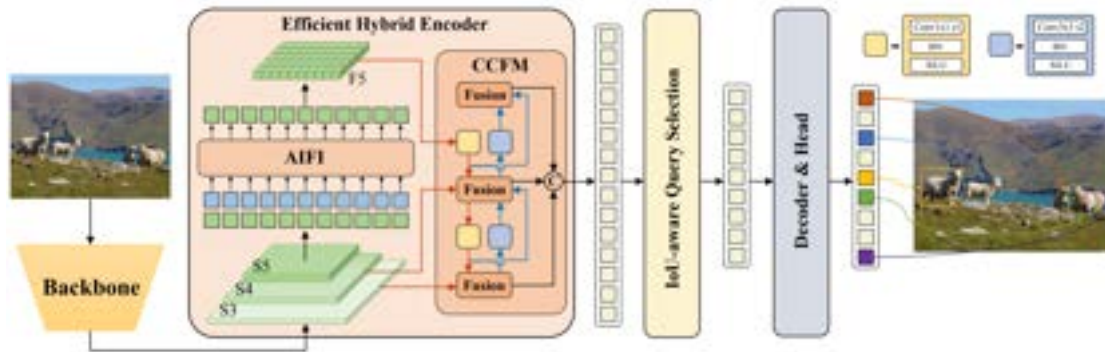 Efficient Hybrid Encoder
CCFM
F5
Fusion
AIFI
Fusion
C
S5
S4
S3
Fusion
Backbone
IoU-aware Query Selection
Decoder & Head
=
=